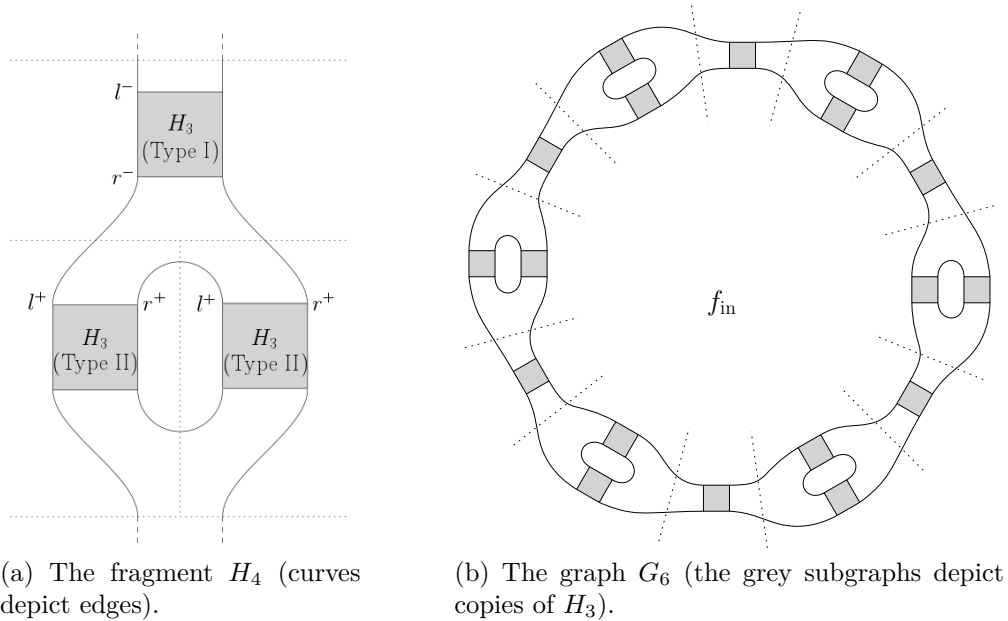 l⁻
H₃
(Type I)
r⁻
l⁺
r⁺
l⁺
r⁺
H₃
(Type II)
H₃
(Type II)
f_in
(a) The fragment H₄ (curves
depict edges).
(b) The graph G₆ (the grey subgraphs depict
copies of H₃).